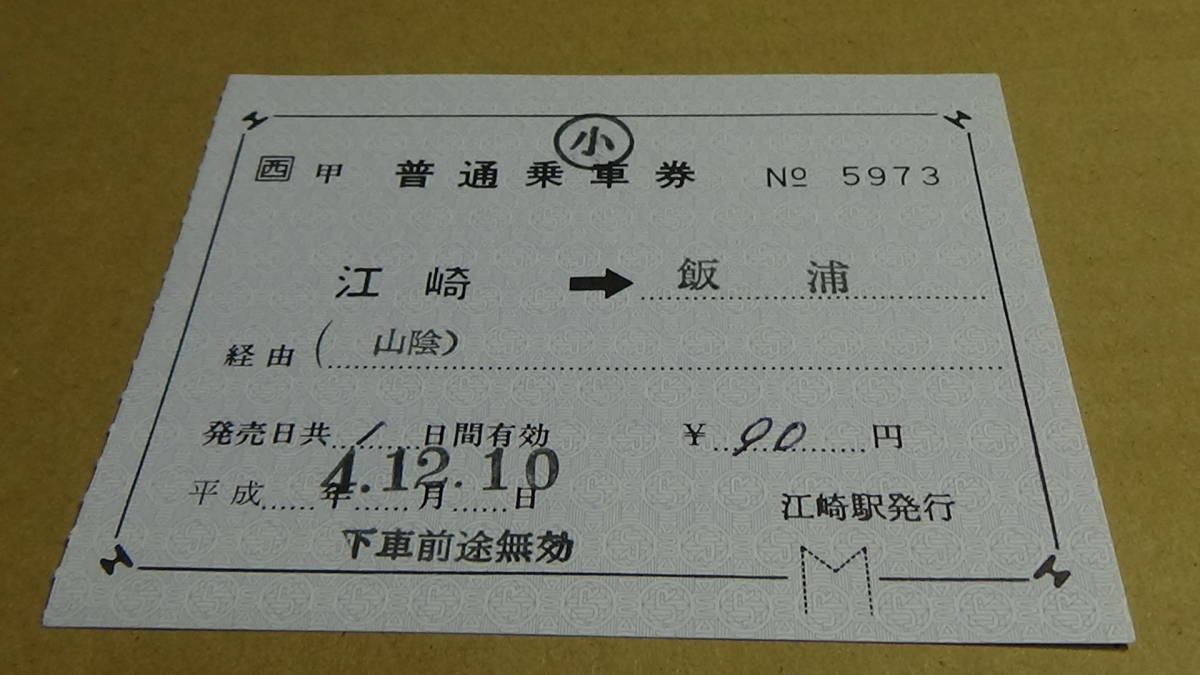 ㊛小
西 甲 普通乗車券 № 5973
江崎 ➡ 飯浦
経由 ( 山陰)
発売日共 1 日間有効 ¥ 90 円
平成 年 月 日 4.12.10
江崎駅発行
下車前途無効